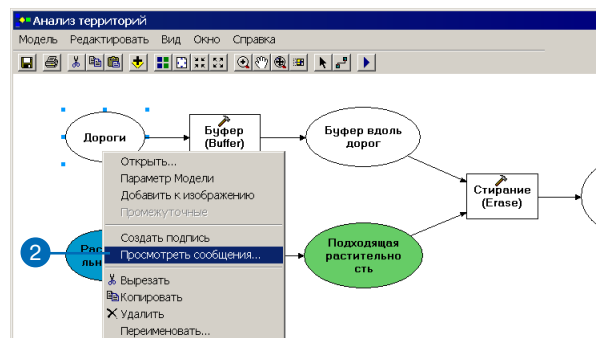 Анализ территорий
Модель Редактировать Вид Окно Справка
Дороги
Буфер
(Buffer)
Буфер вдоль
дорог
Стирание
(Erase)
Открыть...
Параметр Модели
Добавить к изображению
Промежуточные
Создать подпись
Просмотреть сообщения...
Вырезать
Копировать
Удалить
Переименовать...
2
Подходящая
растительно
сть